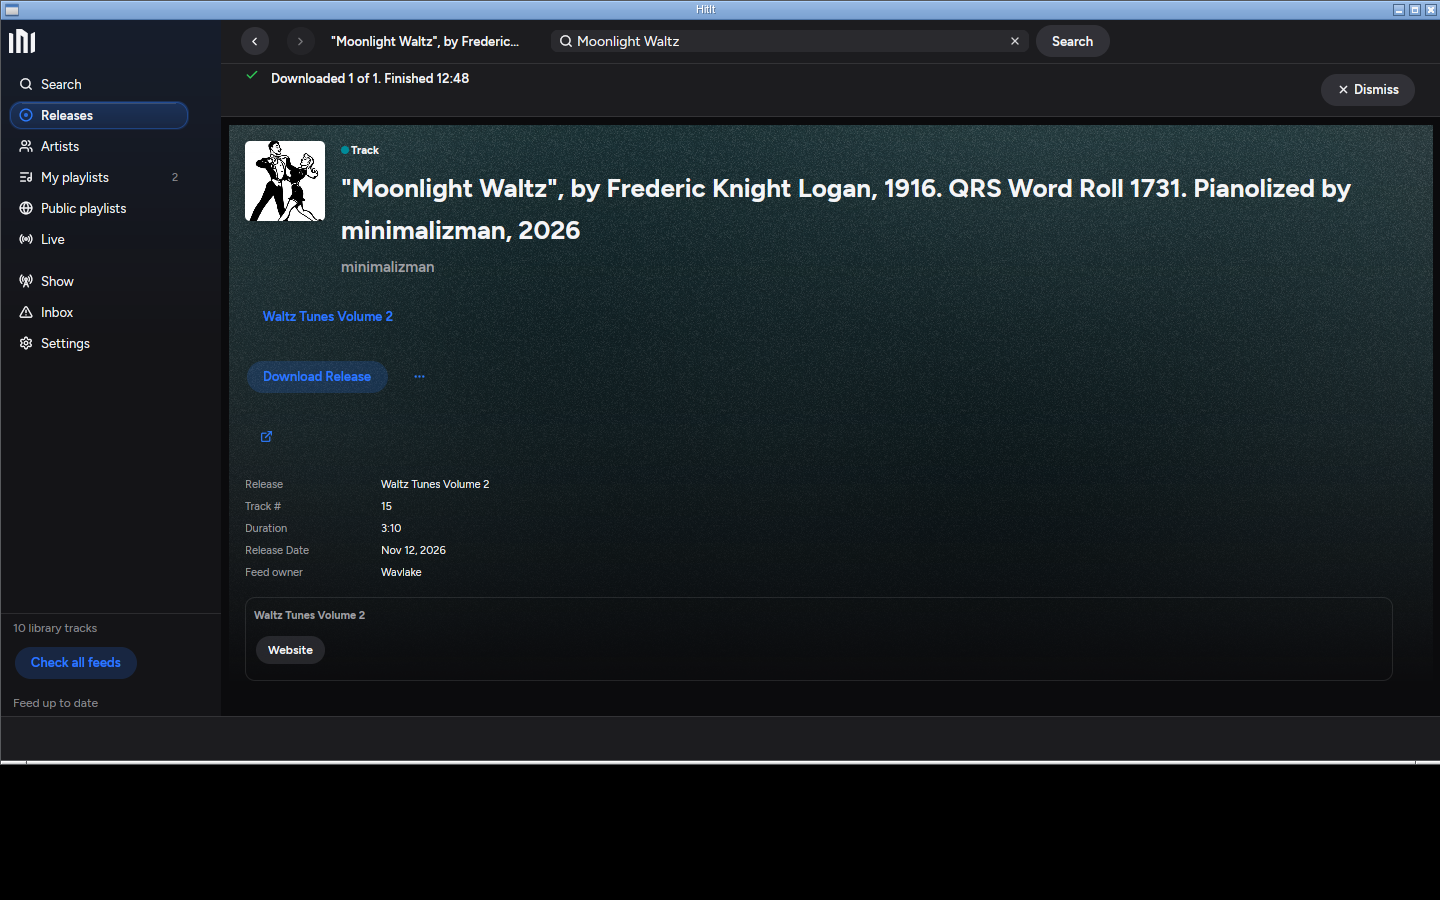 HitIt
"Moonlight Waltz", by Frederic...
Moonlight Waltz
Search
Downloaded 1 of 1. Finished 12:48
Dismiss
Search
Releases
Artists
My playlists 2
Public playlists
Live
Show
Inbox
Settings
10 library tracks
Check all feeds
Feed up to date
Track
"Moonlight Waltz", by Frederic Knight Logan, 1916. QRS Word Roll 1731. Pianolized by
minimalizman, 2026
minimalizman
Waltz Tunes Volume 2
Download Release
Release Waltz Tunes Volume 2
Track # 15
Duration 3:10
Release Date Nov 12, 2026
Feed owner Wavlake
Waltz Tunes Volume 2
Website